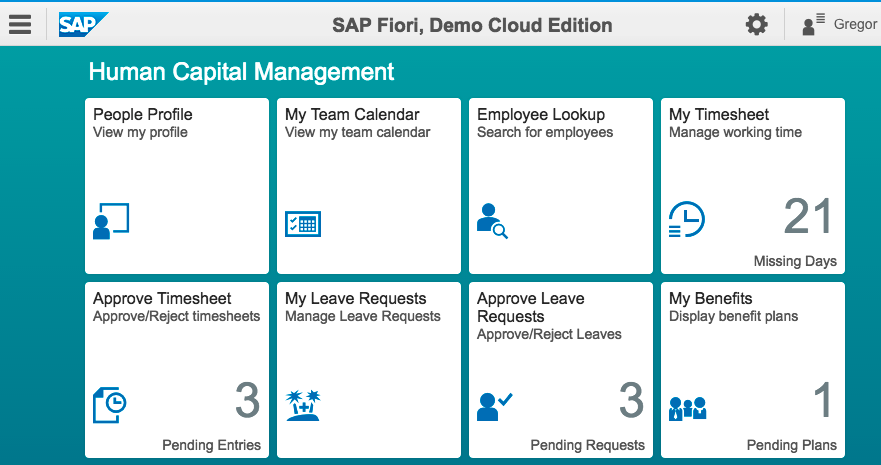 SAP
SAP Fiori, Demo Cloud Edition
Gregor
Human Capital Management
People Profile
View my profile
My Team Calendar
View my team calendar
Employee Lookup
Search for employees
My Timesheet
Manage working time
21
Missing Days
Approve Timesheet
Approve/Reject timesheets
3
Pending Entries
My Leave Requests
Manage Leave Requests
Approve Leave
Requests
Approve/Reject Leaves
3
Pending Requests
My Benefits
Display benefit plans
1
Pending Plans